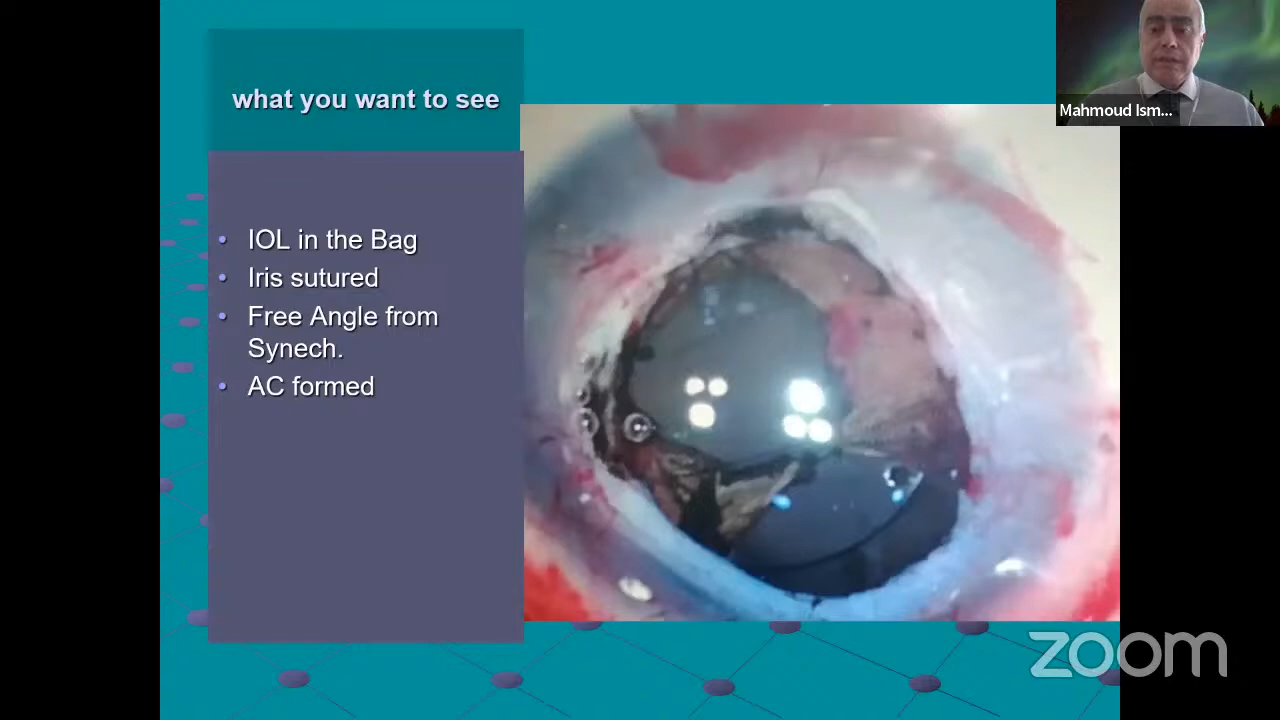 what you want to see
• IOL in the Bag
• Iris sutured
• Free Angle from
Synech.
• AC formed
Mahmoud Ism...
zoom